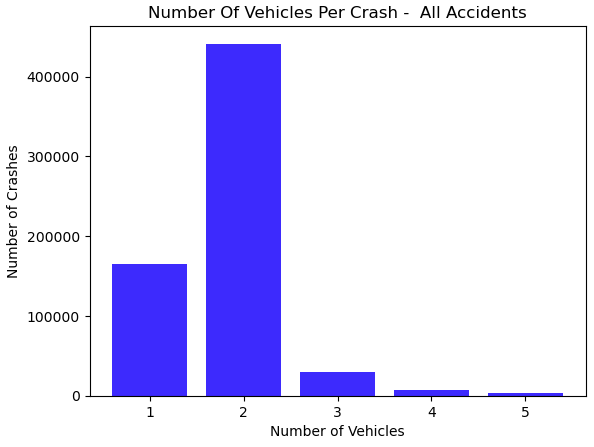 Number Of Vehicles Per Crash -  All Accidents
Number of Crashes
400000
300000
200000
100000
0
1 2 3 4 5
Number of Vehicles